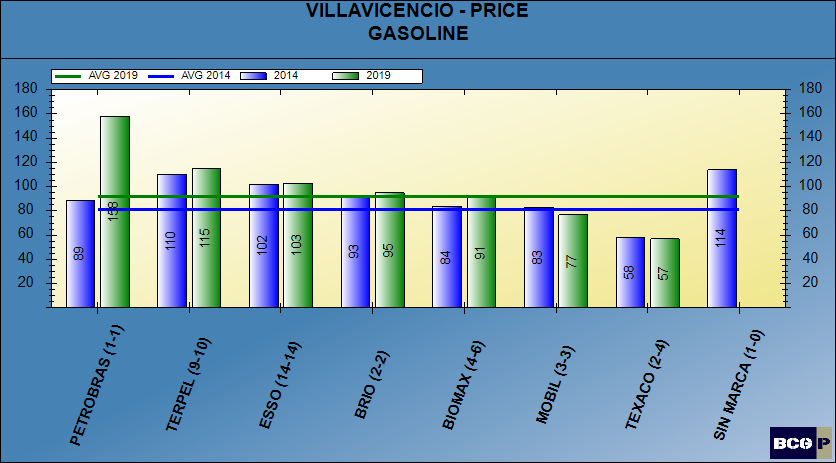 VILLAVICENCIO - PRICE
GASOLINE
AVG 2019 AVG 2014 2014 2019
180 180
160 160
140 140
120 120
100 100
80 80
60 60
40 40
20 20
89 158 110 115 102 103 93 95 84 91 83 77 58 57 114
PETROBRAS (1-1)
TERPEL (9-10)
ESSO (14-14)
BRIO (2-2)
BIOMAX (4-6)
MOBIL (3-3)
TEXACO (2-4)
SIN MARCA (1-0)
BCG P